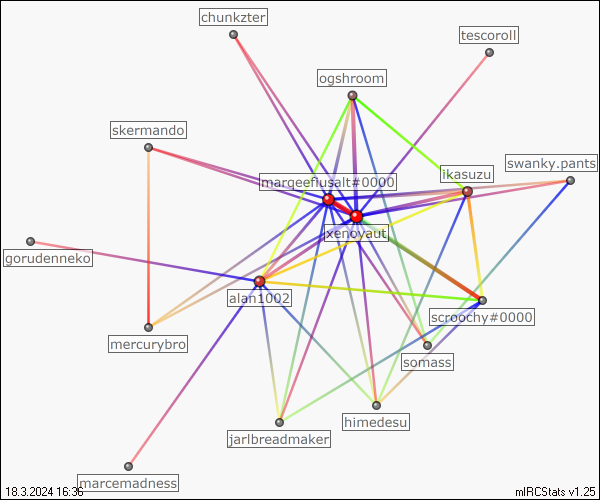 chunkzter
tescoroll
ogshroom
skermando
swanky.pants
ikasuzu
margeefiusalt#0000
xenovaut
gorudenneko
alan1002
scroochy#0000
mercurybro
somass
himedesu
jarlbreadmaker
marcemadness
18.3.2024 16:36
mIRCStats v1.25